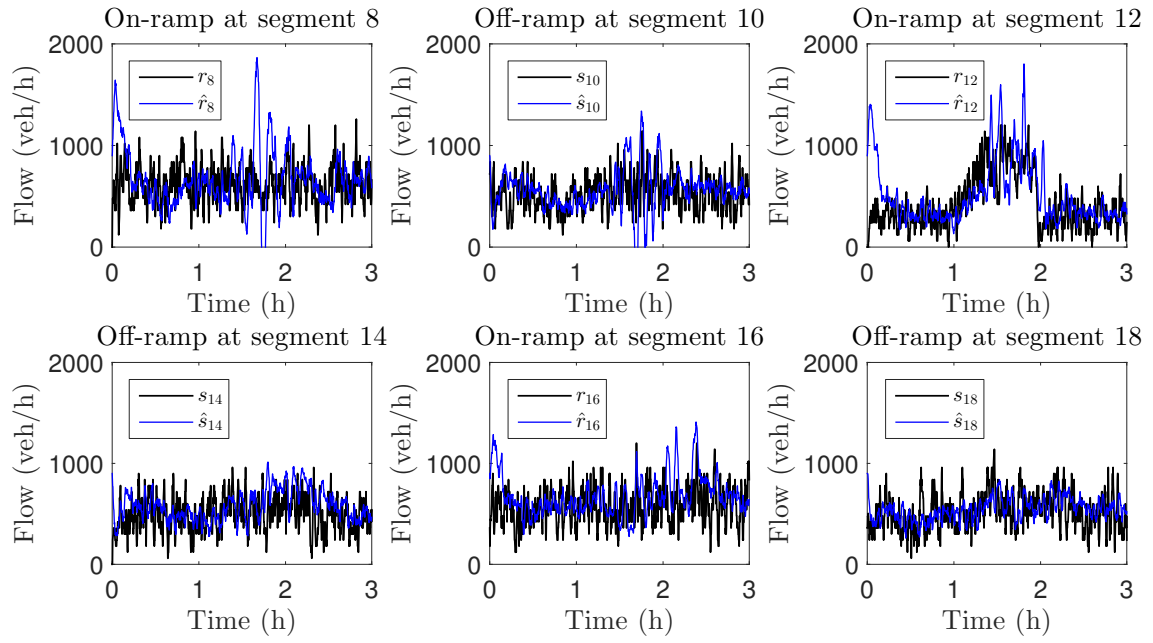 On-ramp at segment 8
2000
1000
0
Flow (veh/h)
r₈
r̂₈
0 1 2 3
Time (h)
Off-ramp at segment 10
2000
1000
0
Flow (veh/h)
s₁₀
ŝ₁₀
0 1 2 3
Time (h)
On-ramp at segment 12
2000
1000
0
Flow (veh/h)
r₁₂
r̂₁₂
0 1 2 3
Time (h)
Off-ramp at segment 14
2000
1000
0
Flow (veh/h)
s₁₄
ŝ₁₄
0 1 2 3
Time (h)
On-ramp at segment 16
2000
1000
0
Flow (veh/h)
r₁₆
r̂₁₆
0 1 2 3
Time (h)
Off-ramp at segment 18
2000
1000
0
Flow (veh/h)
s₁₈
ŝ₁₈
0 1 2 3
Time (h)